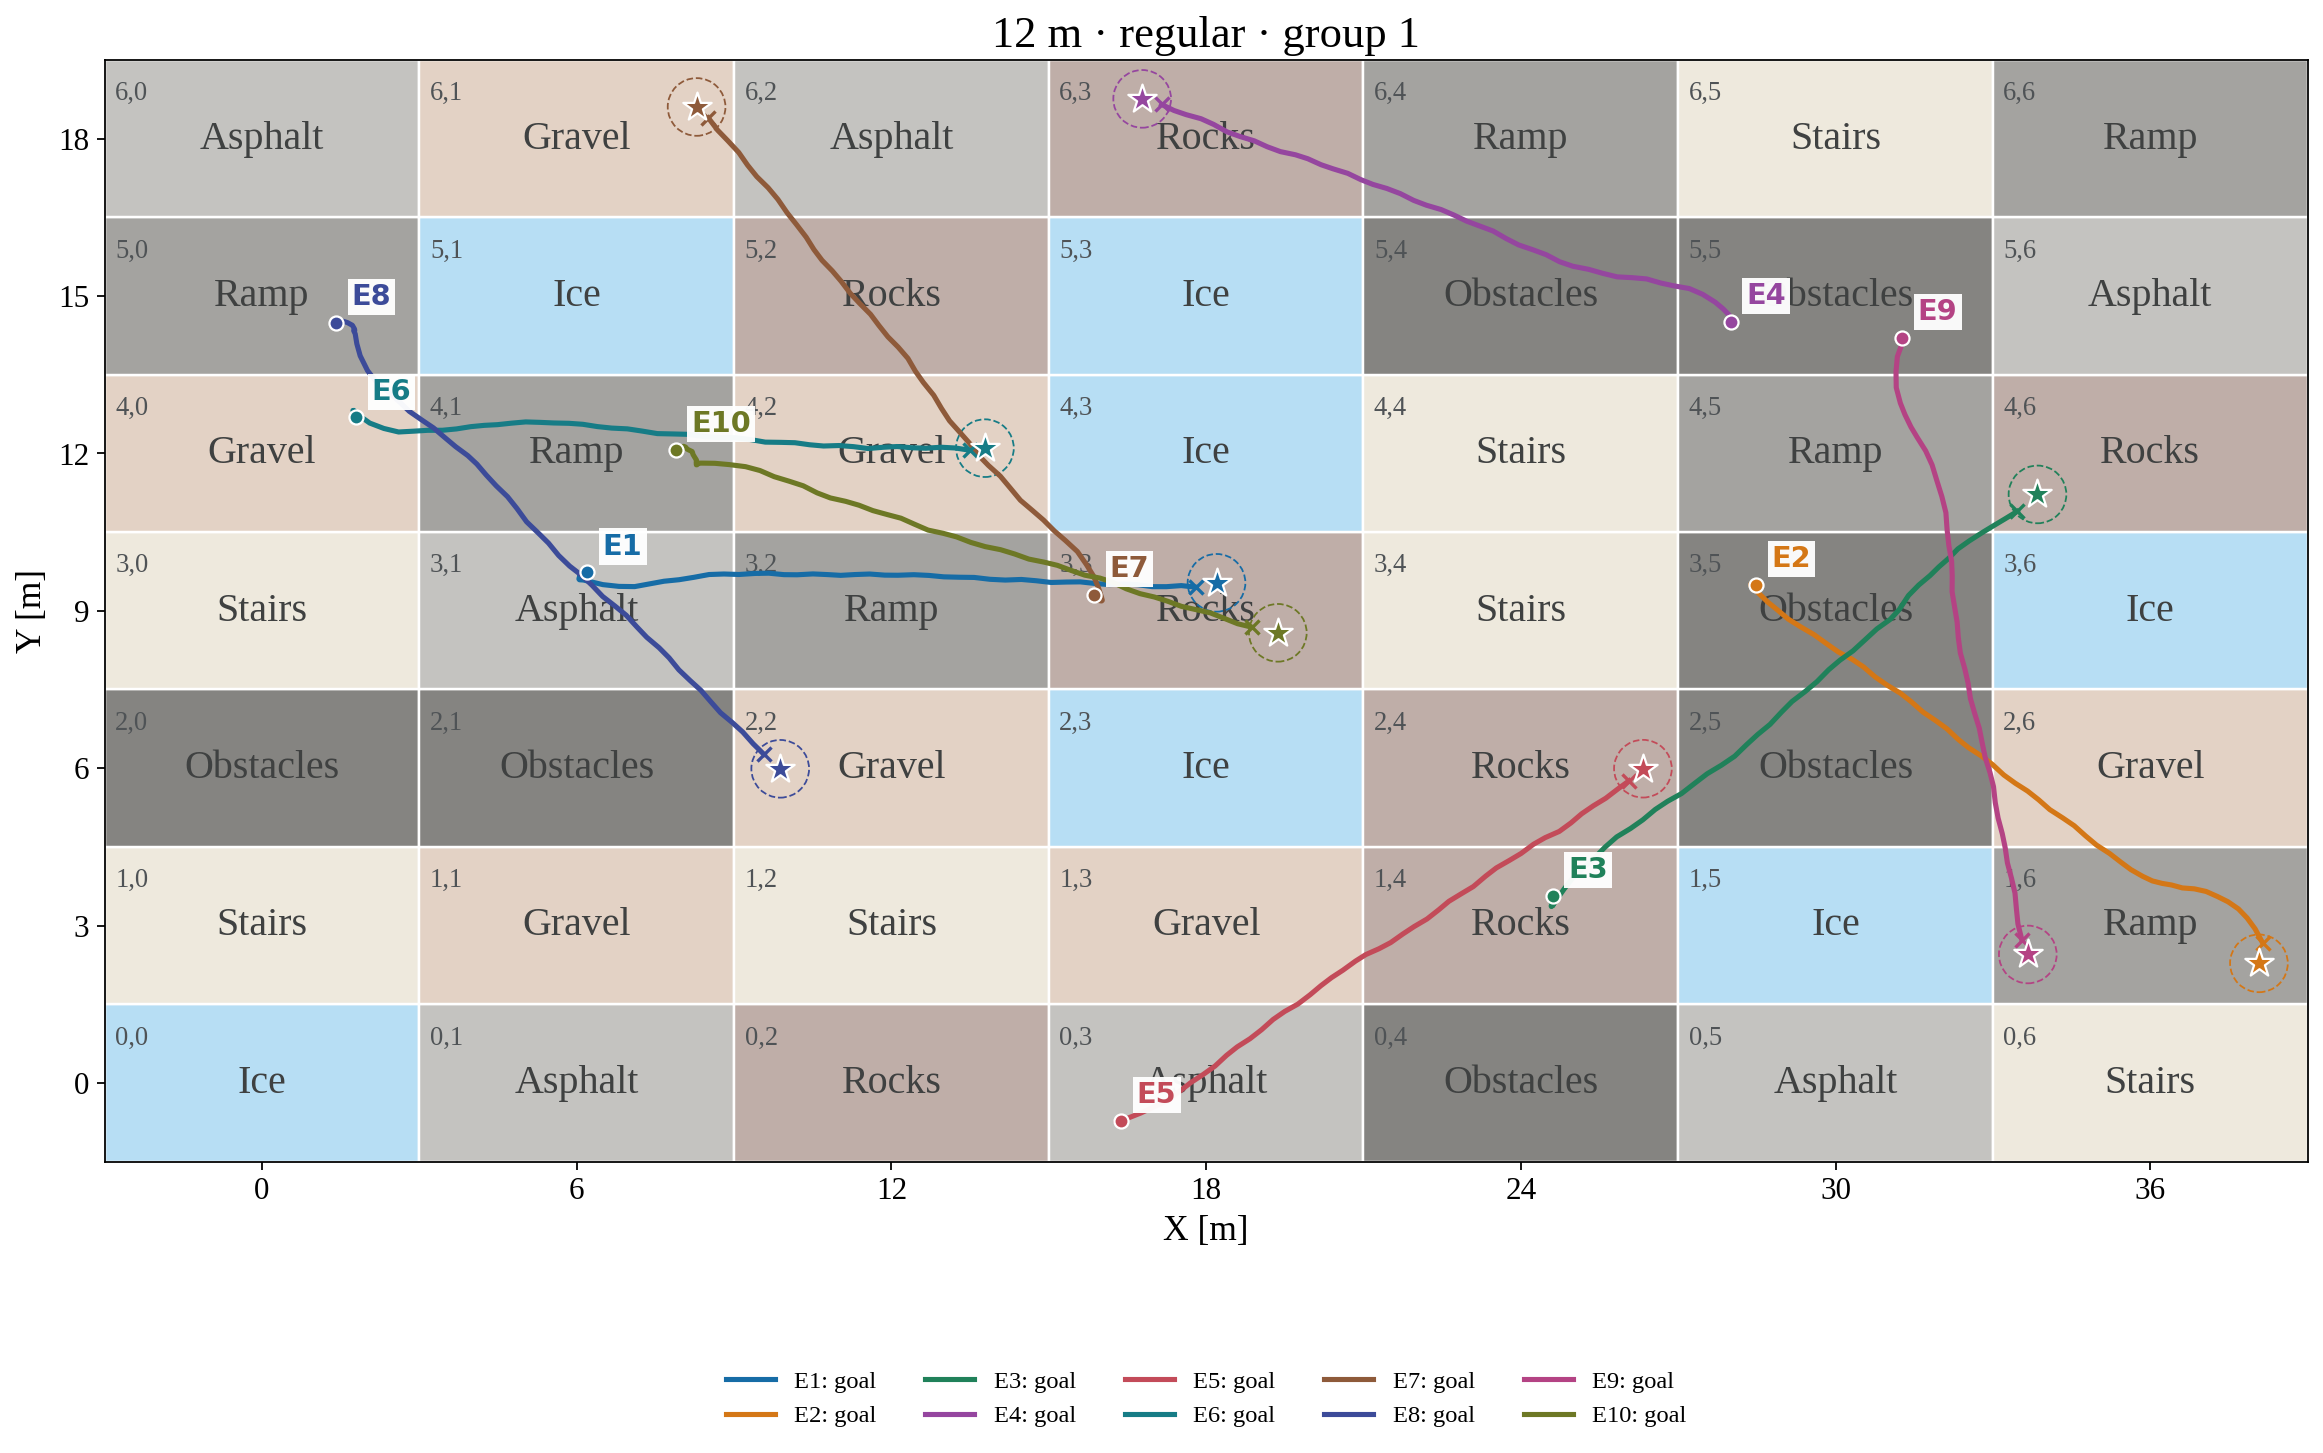 12 m · regular · group 1
6,0 6,1 6,2 6,3 6,4 6,5 6,6
Asphalt Gravel Asphalt Rocks Ramp Stairs Ramp
18
5,0 5,1 5,2 5,3 5,4 5,5 5,6
Ramp Ice Rocks Ice Obstacles bstacles Asphalt
E8 E4 E9
15
4,0 4,1 4,2 4,3 4,4 4,5 4,6
E6 E10
Gravel Ramp Gravel Ice Stairs Ramp Rocks
12
3,0 3,1 3,2 3,3 3,4 3,5 3,6
E1 E7 E2
Stairs Asphalt Ramp Rocks Stairs Obstacles Ice
9
2,0 2,1 2,2 2,3 2,4 2,5 2,6
Obstacles Obstacles Gravel Ice Rocks Obstacles Gravel
6
1,0 1,1 1,2 1,3 1,4 1,5 1,6
E3
Stairs Gravel Stairs Gravel Rocks Ice Ramp
3
0,0 0,1 0,2 0,3 0,4 0,5 0,6
Ice Asphalt Rocks Asphalt Obstacles Asphalt Stairs
E5
0
Y [m]
0 6 12 18 24 30 36
X [m]
E1: goal E3: goal E5: goal E7: goal E9: goal
E2: goal E4: goal E6: goal E8: goal E10: goal